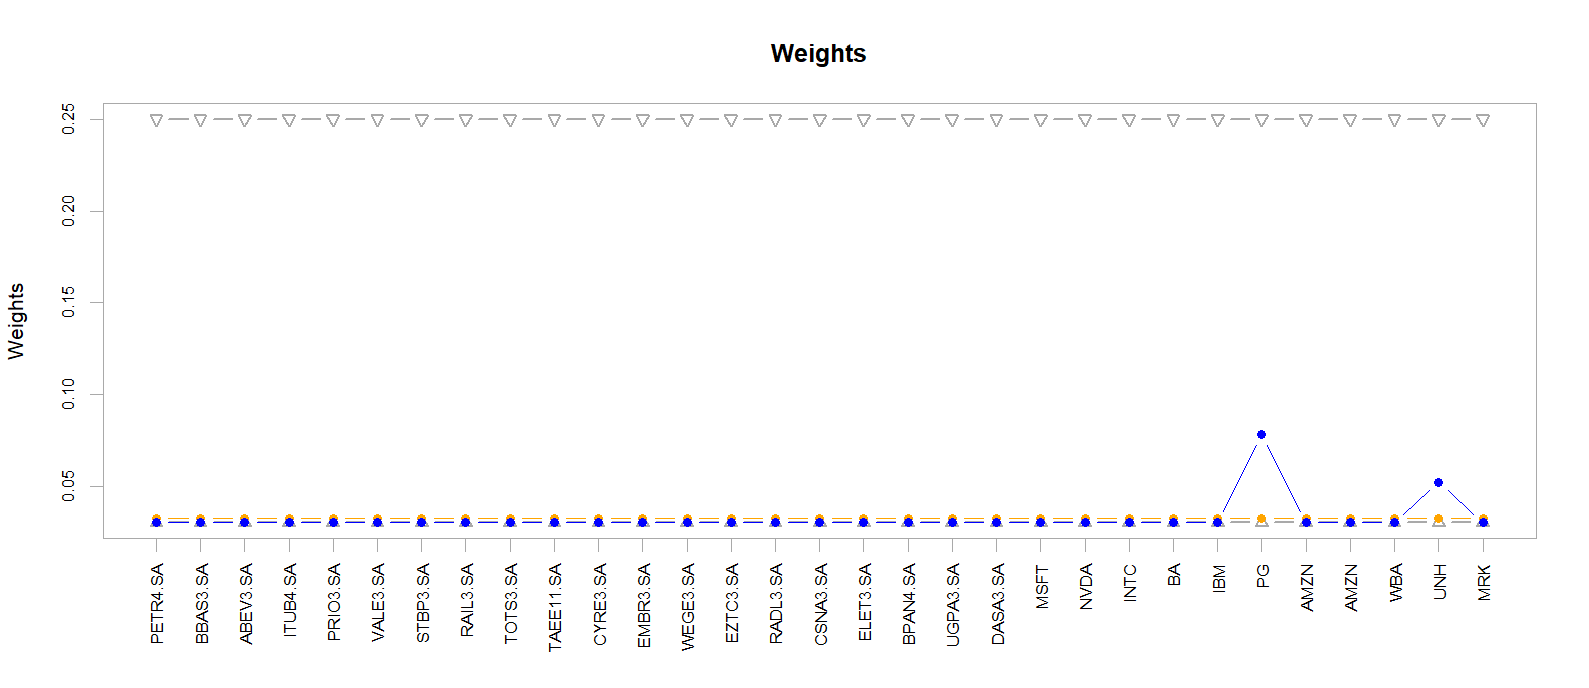 Weights
Weights
0.25
0.20
0.15
0.10
0.05
PETR4.SA
BBAS3.SA
ABEV3.SA
ITUB4.SA
PRIO3.SA
VALE3.SA
STBP3.SA
RAIL3.SA
TOTS3.SA
TAEE11.SA
CYRE3.SA
EMBR3.SA
WEGE3.SA
EZTC3.SA
RADL3.SA
CSNA3.SA
ELET3.SA
BPAN4.SA
UGPA3.SA
DASA3.SA
MSFT
NVDA
INTC
BA
IBM
PG
AMZN
AMZN
WBA
UNH
MRK